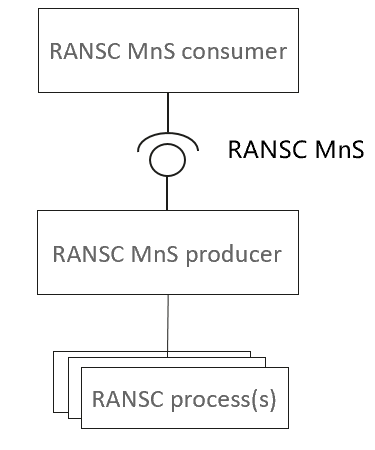 RANSC MnS consumer
RANSC MnS
RANSC MnS producer
RANSC process(s)